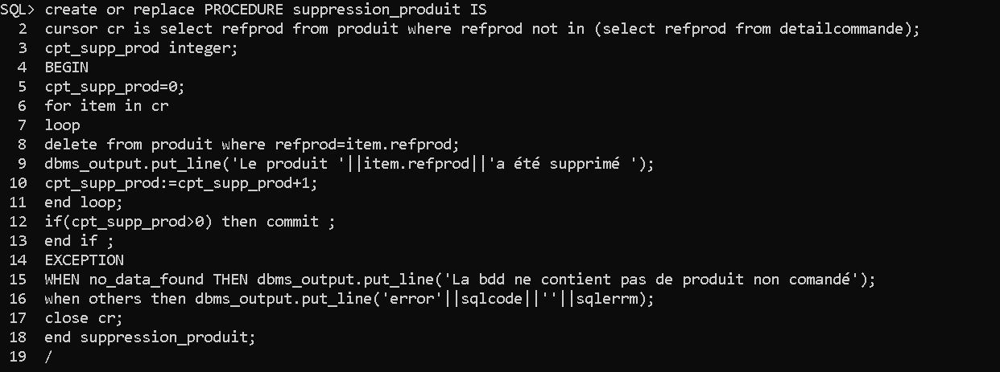 SQL> create or replace PROCEDURE suppression_produit IS
  2  cursor cr is select refprod from produit where refprod not in (select refprod from detailcommande);
  3  cpt_supp_prod integer;
  4  BEGIN
  5  cpt_supp_prod=0;
  6  for item in cr
  7  loop
  8  delete from produit where refprod=item.refprod;
  9  dbms_output.put_line('Le produit '||item.refprod||'a été supprimé ');
 10  cpt_supp_prod:=cpt_supp_prod+1;
 11  end loop;
 12  if(cpt_supp_prod>0) then commit ;
 13  end if ;
 14  EXCEPTION
 15  WHEN no_data_found THEN dbms_output.put_line('La bdd ne contient pas de produit non comandé');
 16  when others then dbms_output.put_line('error'||sqlcode||''||sqlerrm);
 17  close cr;
 18  end suppression_produit;
 19  /